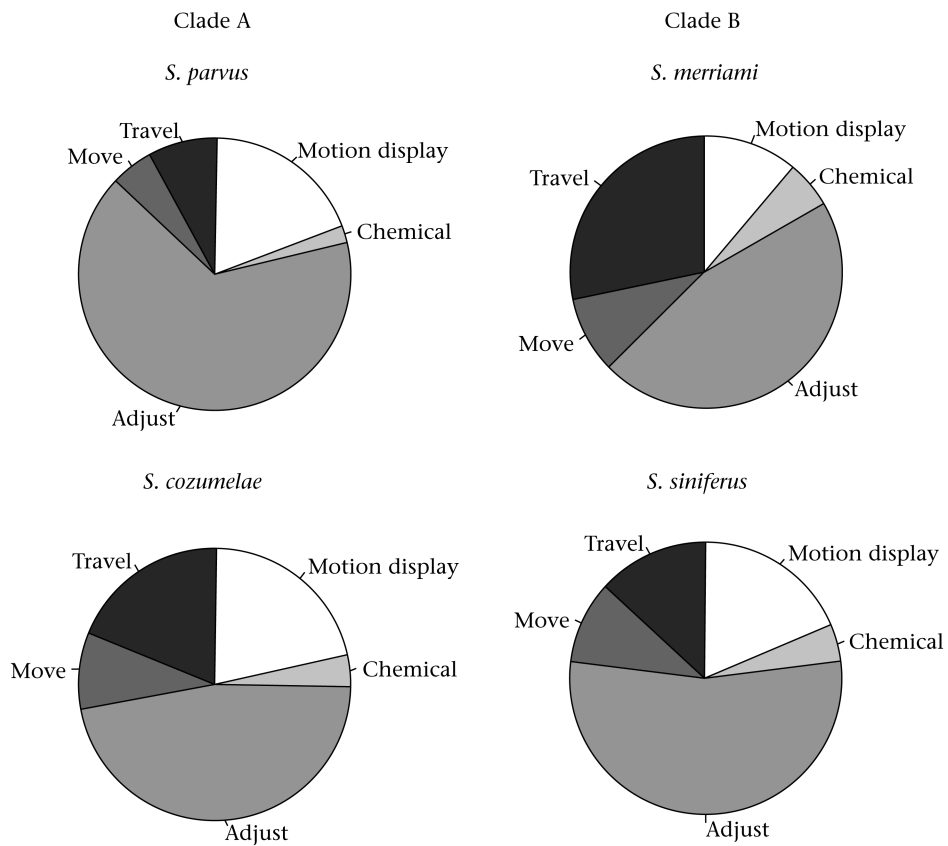 Clade A
Clade B
S. parvus
S. merriami
Travel
Motion display
Move
Chemical
Adjust
Motion display
Travel
Chemical
Move
Adjust
S. cozumelae
S. siniferus
Travel
Motion display
Move
Chemical
Adjust
Travel
Motion display
Move
Chemical
Adjust